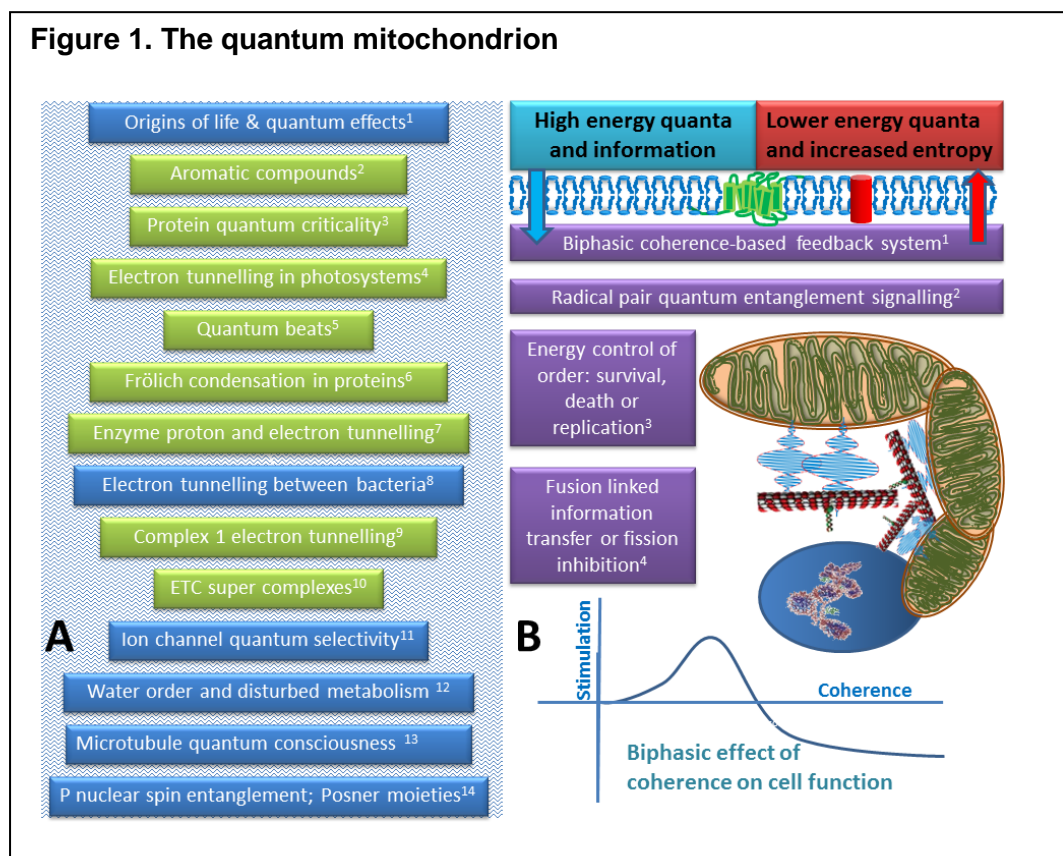 Figure 1. The quantum mitochondrion
Origins of life & quantum effects¹
Aromatic compounds²
Protein quantum criticality³
Electron tunnelling in photosystems⁴
Quantum beats⁵
Frölich condensation in proteins⁶
Enzyme proton and electron tunnelling⁷
Electron tunnelling between bacteria⁸
Complex 1 electron tunnelling⁹
ETC super complexes¹⁰
A
Ion channel quantum selectivity¹¹
Water order and disturbed metabolism ¹²
Microtubule quantum consciousness ¹³
P nuclear spin entanglement; Posner moieties¹⁴
High energy quanta
and information
Lower energy quanta
and increased entropy
Biphasic coherence-based feedback system¹
Radical pair quantum entanglement signalling²
Energy control of
order: survival,
death or
replication³
Fusion linked
information
transfer or fission
inhibition⁴
B
Stimulation
Coherence
Biphasic effect of
coherence on cell function